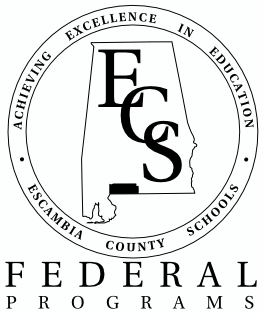 ACHIEVING EXCELLENCE IN EDUCATION
ECS
• ESCAMBIA COUNTY SCHOOLS •
FEDERAL
PROGRAMS